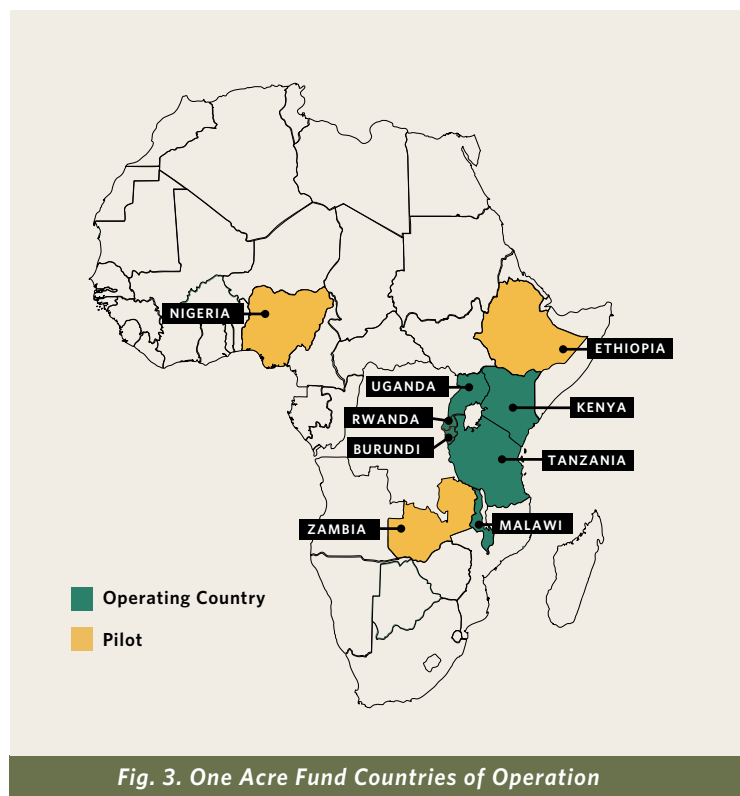 NIGERIA
ETHIOPIA
UGANDA
KENYA
RWANDA
BURUNDI
TANZANIA
ZAMBIA
MALAWI
Operating Country
Pilot
Fig. 3. One Acre Fund Countries of Operation